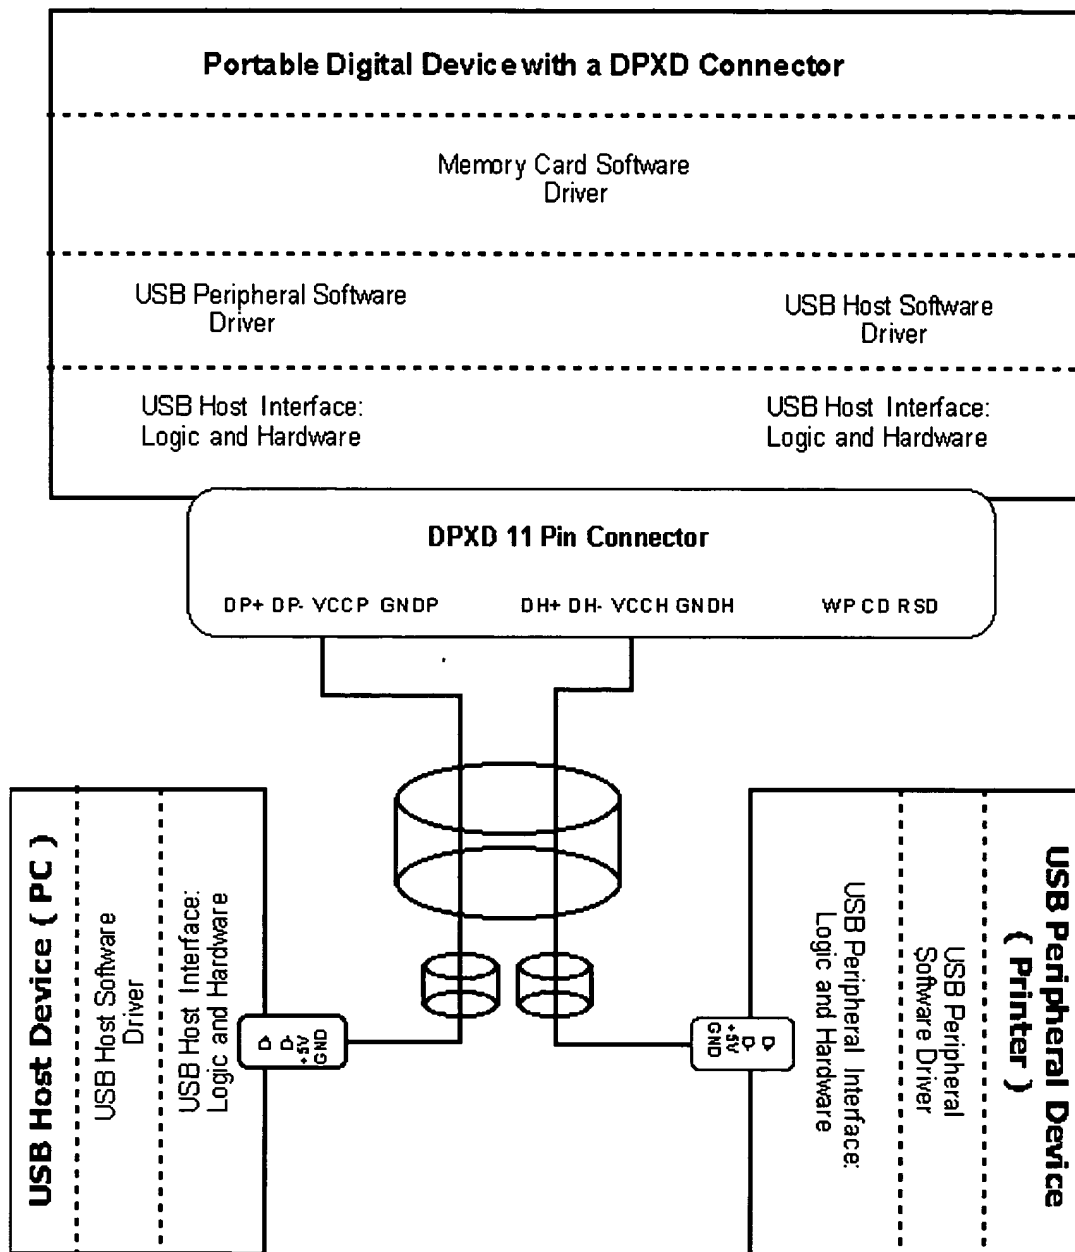 Portable Digital Device with a DPXD Connector
Memory Card Software
Driver
USB Peripheral Software
Driver
USB Host Software
Driver
USB Host Interface:
Logic and Hardware
USB Host Interface:
Logic and Hardware
DPXD 11 Pin Connector
DP+ DP- VCCP GNDP
DH+ DH- VCCH GNDH
WP CD RSD
USB Host Device ( PC )
USB Host Software
Driver
USB Host Interface:
Logic and Hardware
+5V
GND
+5V
GND
USB Peripheral Interface:
Logic and Hardware
USB Peripheral
Software Driver
USB Peripheral Device
( Printer )